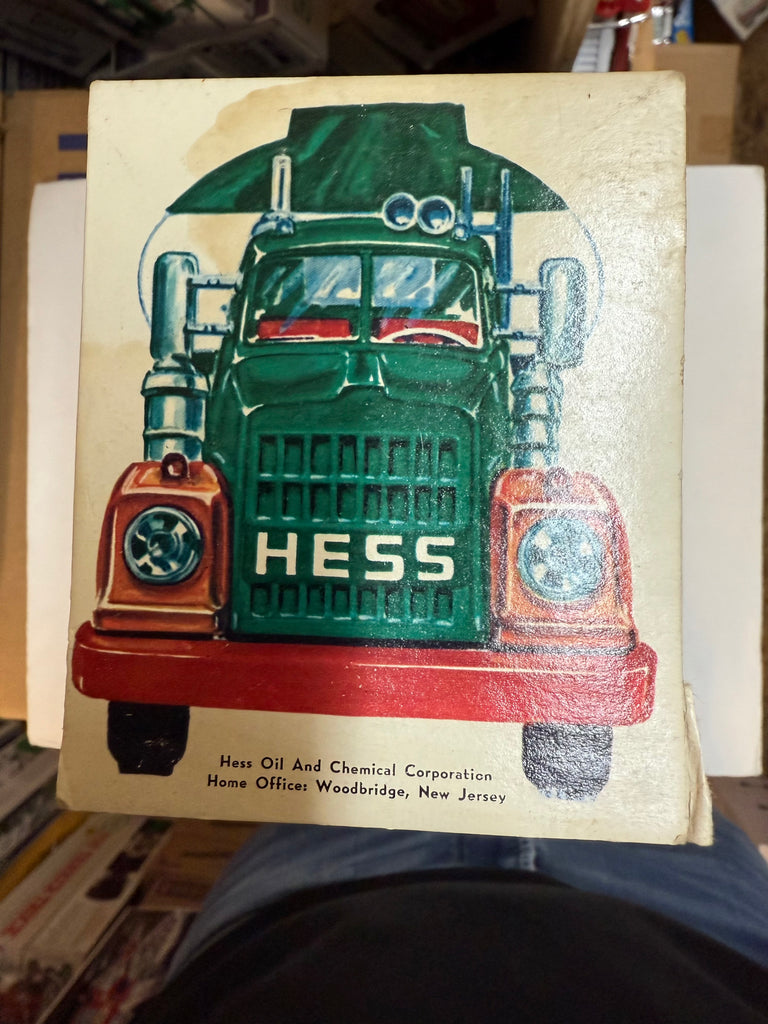 HESS
Hess Oil And Chemical Corporation
Home Office: Woodbridge, New Jersey